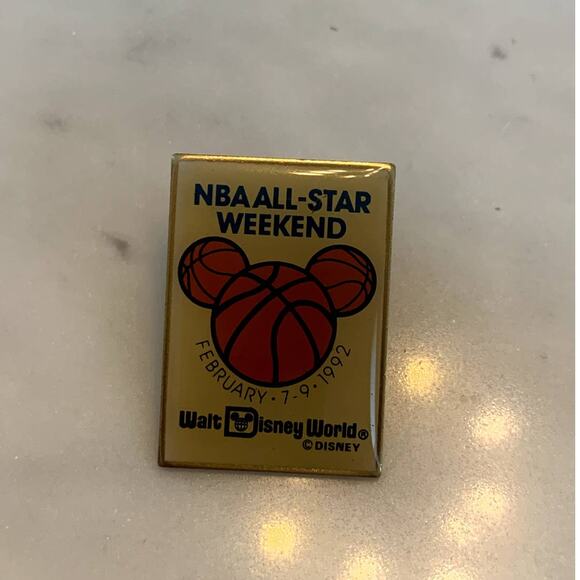 NBA ALL-STAR
WEEKEND
FEBRUARY • 7-9 • 1992
Walt Disney World®
© DISNEY